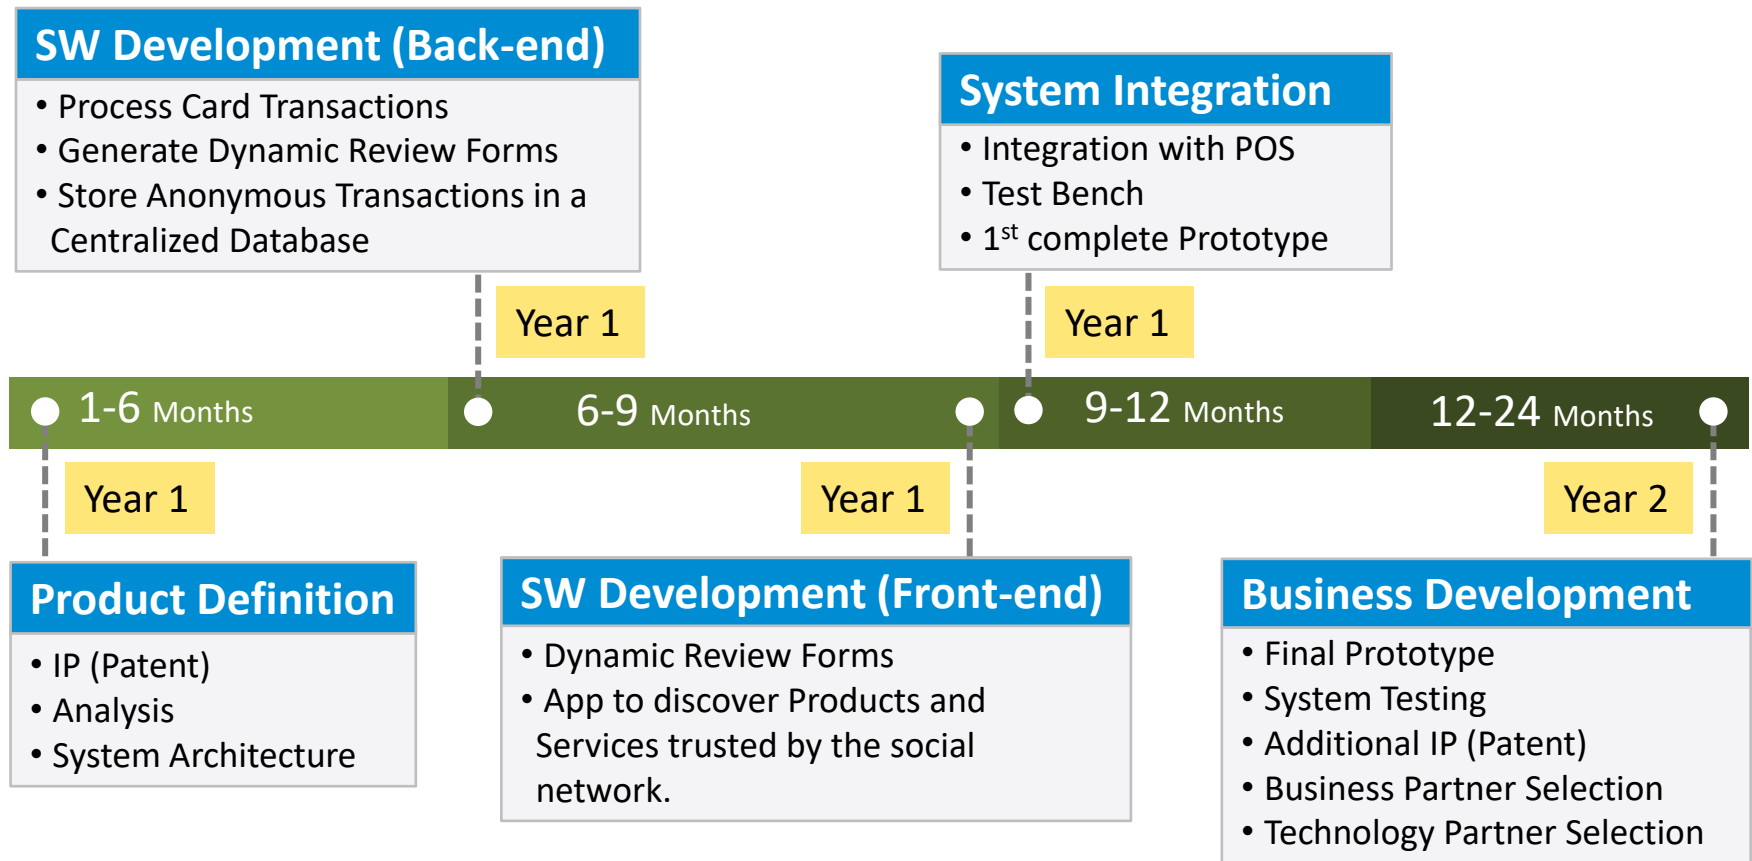 SW Development (Back-end)
• Process Card Transactions
• Generate Dynamic Review Forms
• Store Anonymous Transactions in a
Centralized Database
Year 1
System Integration
• Integration with POS
• Test Bench
• 1st complete Prototype
Year 1
1-6 Months
6-9 Months
9-12 Months
12-24 Months
Year 1
Product Definition
• IP (Patent)
• Analysis
• System Architecture
Year 1
SW Development (Front-end)
• Dynamic Review Forms
• App to discover Products and
Services trusted by the social
network.
Year 2
Business Development
• Final Prototype
• System Testing
• Additional IP (Patent)
• Business Partner Selection
• Technology Partner Selection